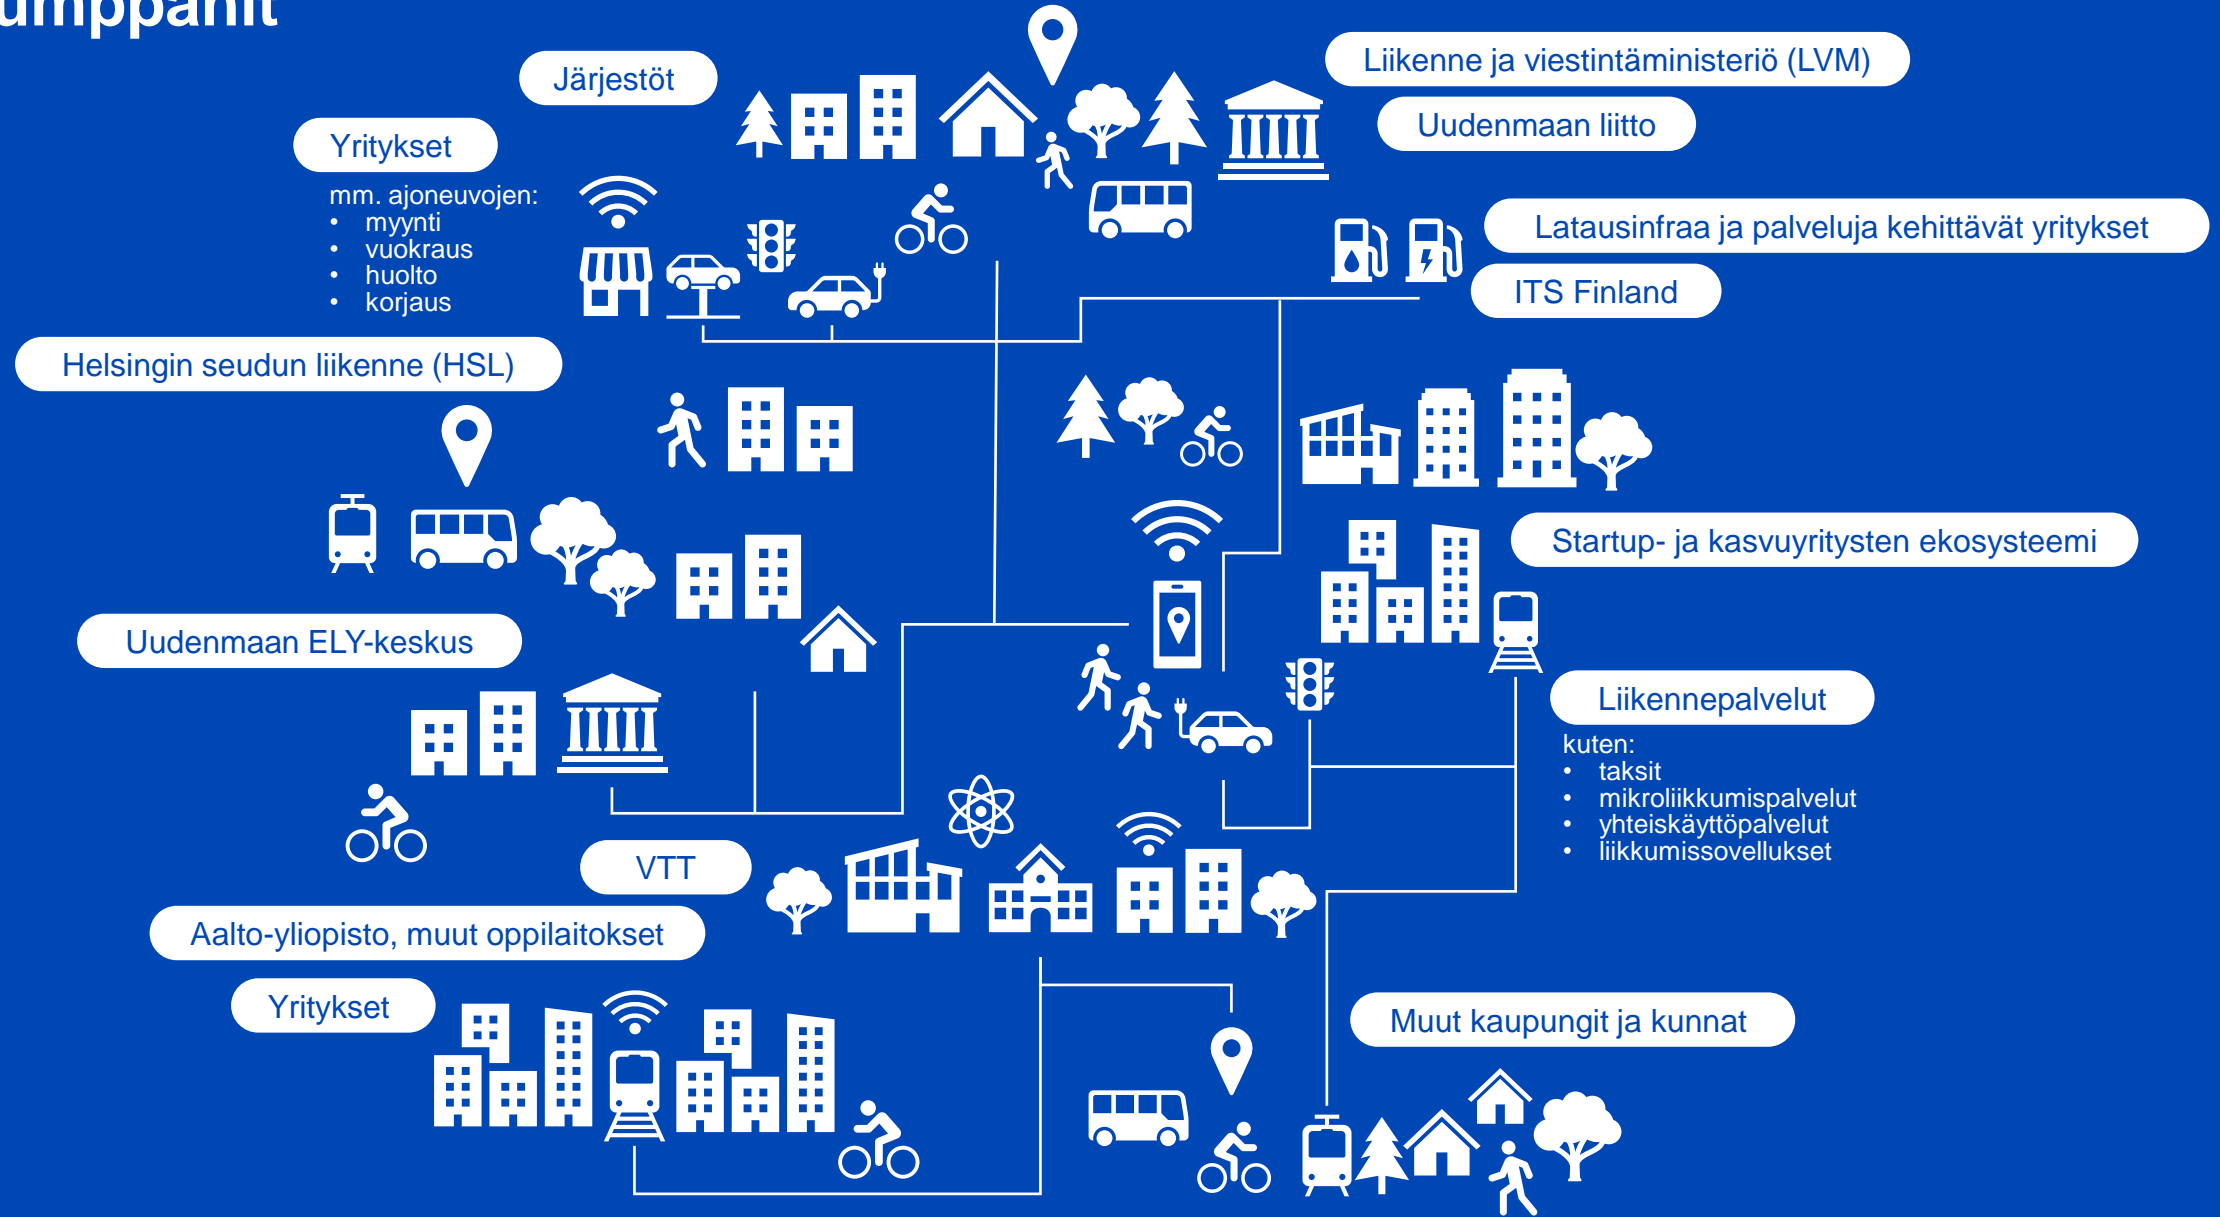 umppanit
Järjestöt
Liikenne ja viestintäministeriö (LVM)
Uudenmaan liitto
Yritykset
mm. ajoneuvojen:
• myynti
• vuokraus
• huolto
• korjaus
Latausinfraa ja palveluja kehittävät yritykset
ITS Finland
Helsingin seudun liikenne (HSL)
Startup- ja kasvuyritysten ekosysteemi
Uudenmaan ELY-keskus
Liikennepalvelut
kuten:
• taksit
• mikroliikkumispalvelut
• yhteiskäyttöpalvelut
• liikkumissovellukset
VTT
Aalto-yliopisto, muut oppilaitokset
Yritykset
Muut kaupungit ja kunnat